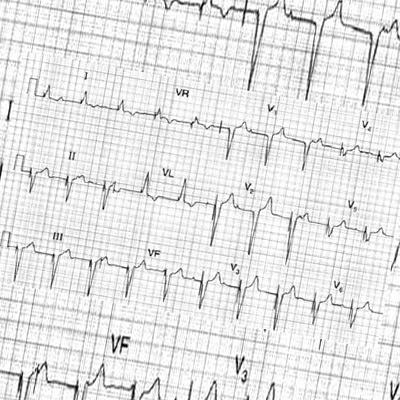 I VR V₁ V₄
I
II VL V₂ V₅
III VF V₃ V₆
VF V₃